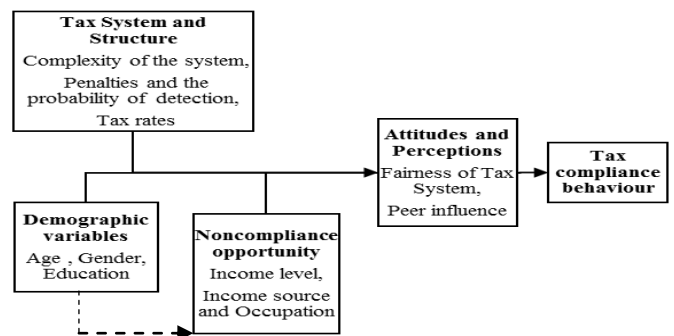 Tax System and
Structure
Complexity of the system,
Penalties and the
probability of detection,
Tax rates
Attitudes and
Perceptions
Fairness of Tax
System,
Peer influence
Tax
compliance
behaviour
Demographic
variables
Age , Gender,
Education
Noncompliance
opportunity
Income level,
Income source
and Occupation